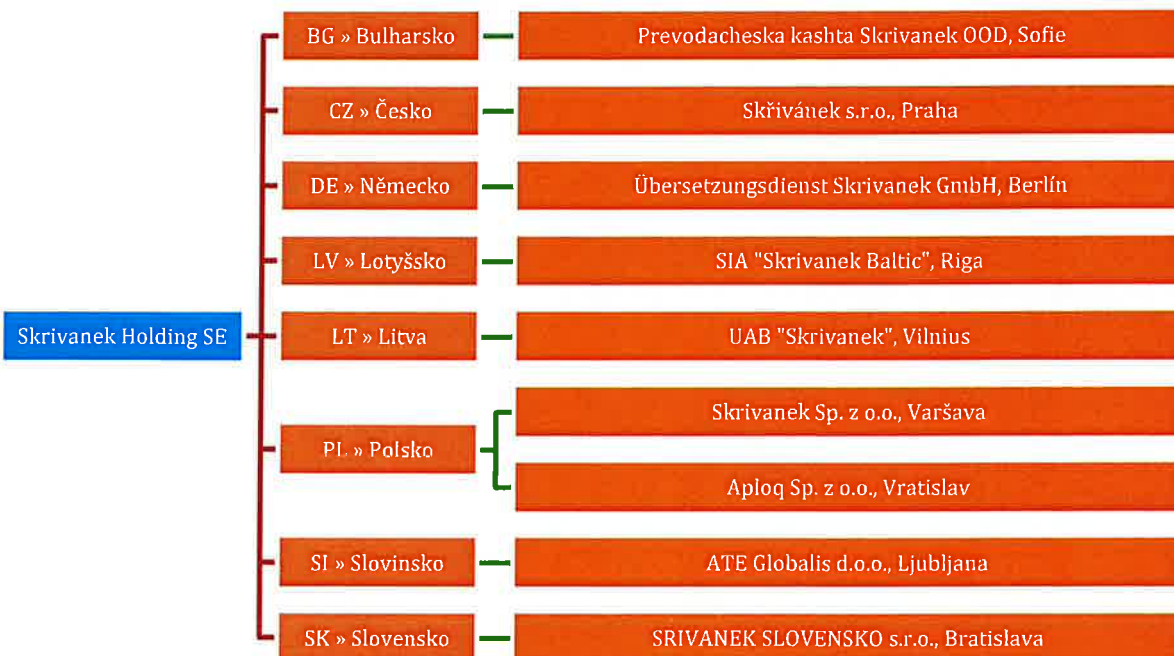 BG » Bulharsko
Prevodacheska kashta Skrivanek OOD, Sofie
CZ » Česko
Skřivánek s.r.o., Praha
DE » Německo
Übersetzungsdienst Skrivanek GmbH, Berlín
LV » Lotyšsko
SIA "Skrivanek Baltic", Riga
Skrivanek Holding SE
LT » Litva
UAB "Skrivanek", Vilnius
PL » Polsko
Skrivanek Sp. z o.o., Varšava
Aploq Sp. z o.o., Vratislav
SI » Slovinsko
ATE Globalis d.o.o., Ljubljana
SK » Slovensko
SRIVANEK SLOVENSKO s.r.o., Bratislava